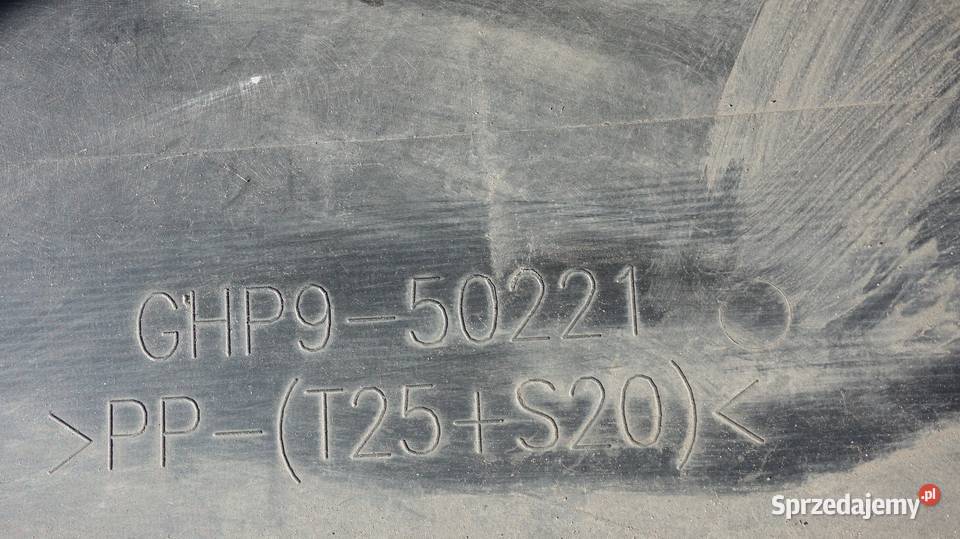 GHP9-50221
>PP-(T25+S20)<
Sprzedajemy.pl